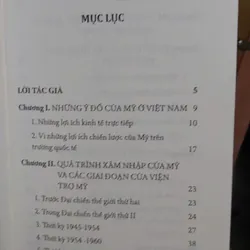 MỤC LỤC
LỜI TÁC GIẢ 5
Chương I. NHỮNG Ý ĐỒ CỦA MỸ Ở VIỆT NAM 9
1. Những lợi ích kinh tế trực tiếp 11
2. Vì những lợi ích chiến lược của Mỹ trên
trường quốc tế 17
Chương II. QUÁ TRÌNH XÂM NHẬP CỦA MỸ
VÀ CÁC GIAI ĐOẠN CỦA VIỆN
TRỢ MỸ 23
1. Trước Đại chiến thế giới thứ hai 23
2. Trong Đại chiến thế giới thứ II 24
3. Thời kỳ 1945-1954
4. Thời kỳ 1954-1960